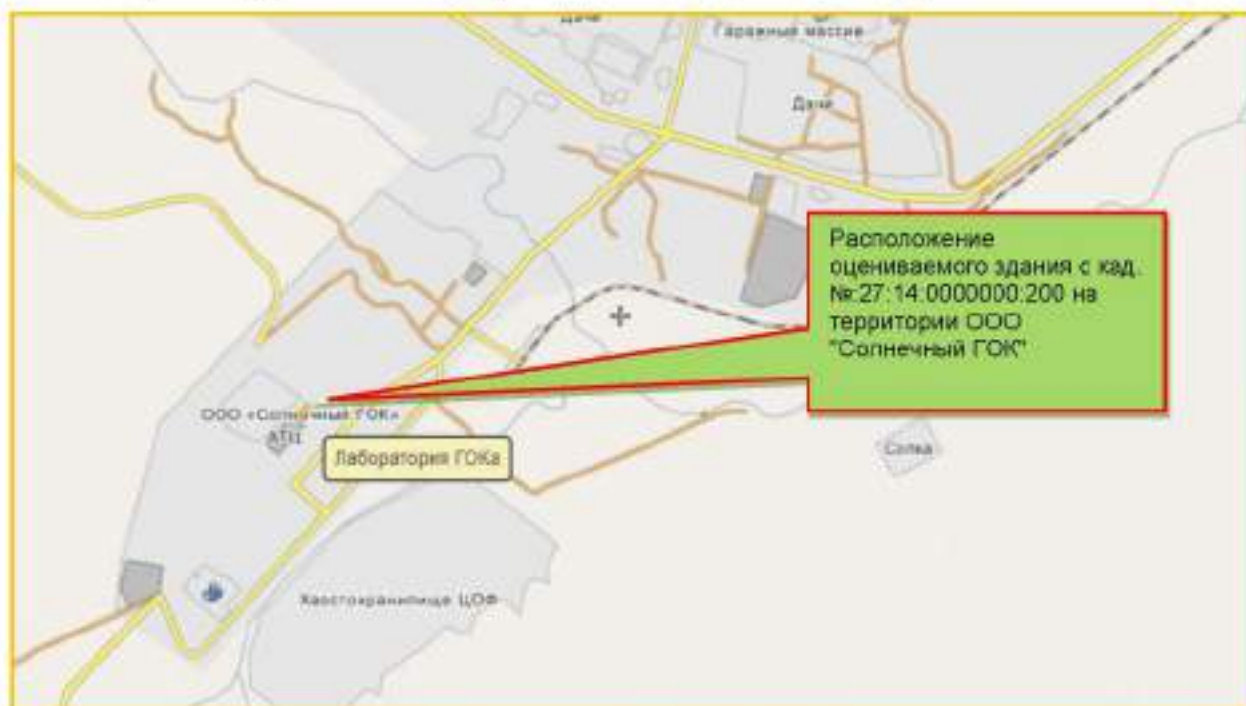 Дачи
Гаражный массив
Дачи
Расположение
оцениваемого здания с кад.
№:27:14:0000000:200 на
территории ООО
"Солнечный ГОК"
ООО «Солнечный ГОК»
АТЦ
Лаборатория ГОКа
Хвостохранилище ЦОФ